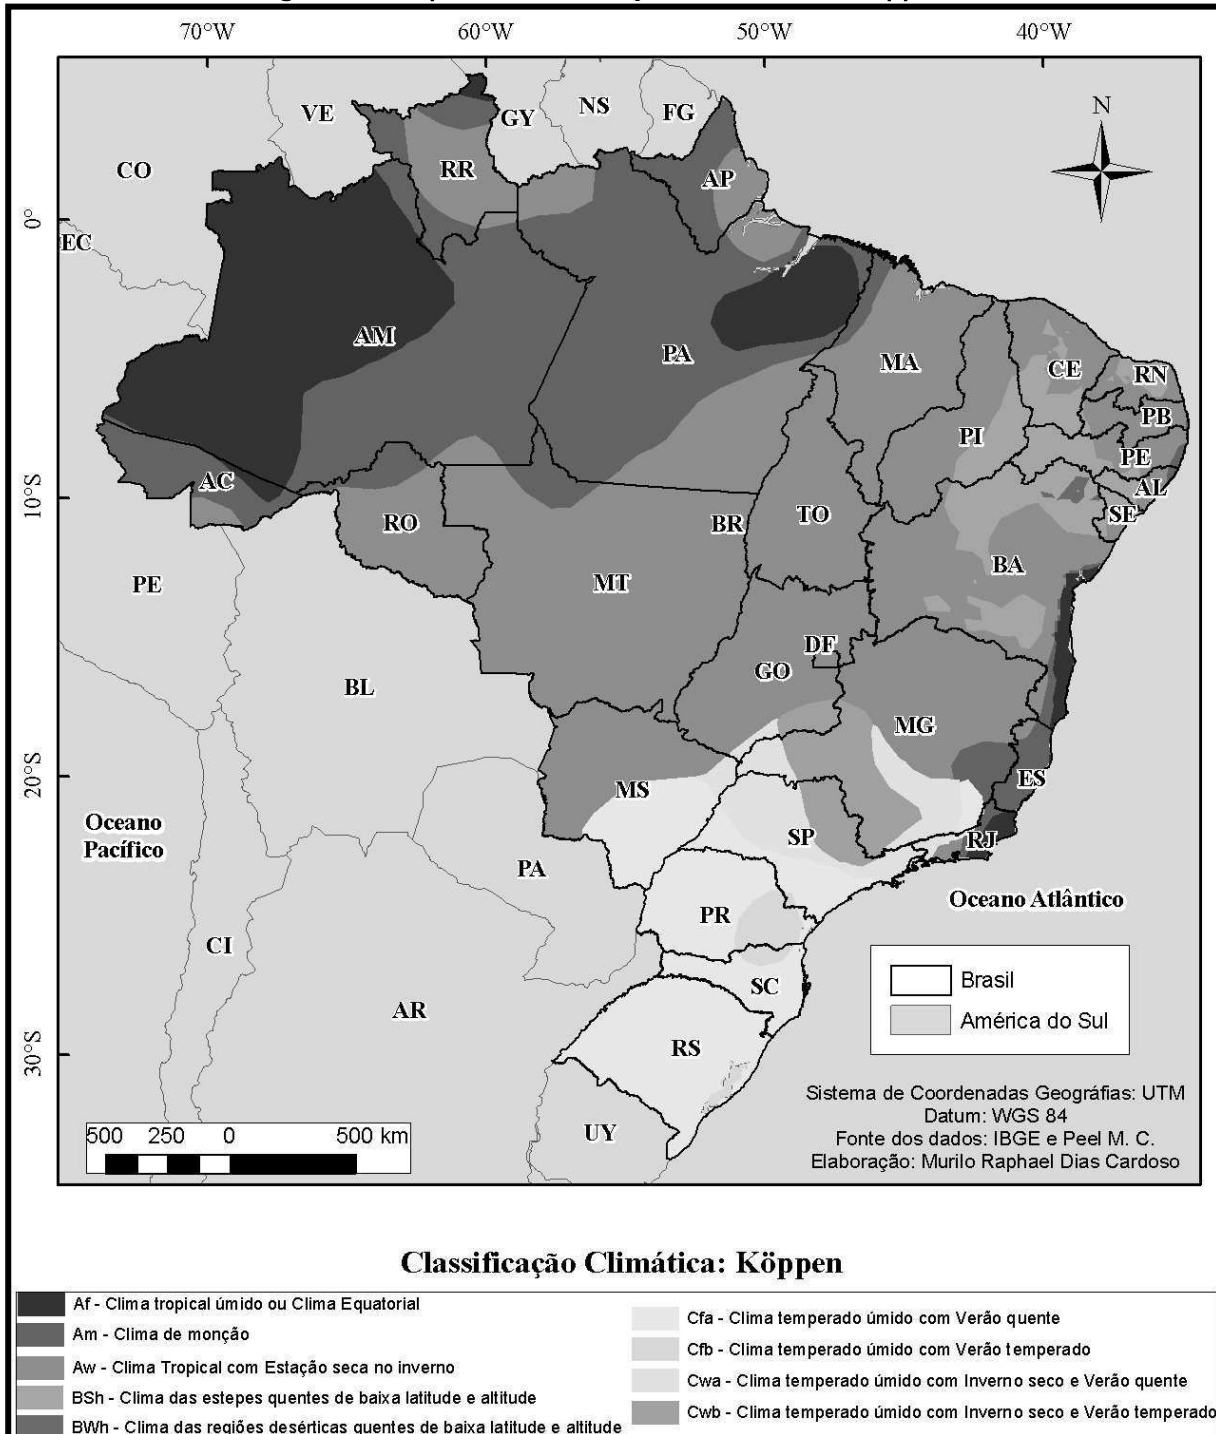 70°W 60°W 50°W 40°W
N
VE
GY
NS
FG
CO
RR
AP
0°
EC
AM
PA
MA
CE
RN
PB
PI
PE
AC
AL
10°S
SE
RO
BR
TO
BA
PE
MT
DF
GO
BL
MG
20°S
MS
ES
Oceano
Pacífico
SP
RJ
PA
Oceano Atlântico
PR
CI
SC
Brasil
AR
América do Sul
RS
30°S
UY
Sistema de Coordenadas Geográfias: UTM
Datum: WGS 84
Fonte dos dados: IBGE e Peel M. C.
Elaboração: Murilo Raphael Dias Cardoso
500 250 0 500 km
Classificação Climática: Köppen
Af - Clima tropical úmido ou Clima Equatorial
Am - Clima de monção
Aw - Clima Tropical com Estação seca no inverno
BSh - Clima das estepes quentes de baixa latitude e altitude
BWh - Clima das regiões desérticas quentes de baixa latitude e altitude
Cfa - Clima temperado úmido com Verão quente
Cfb - Clima temperado úmido com Verão temperado
Cwa - Clima temperado úmido com Inverno seco e Verão quente
Cwb - Clima temperado úmido com Inverno seco e Verão temperado